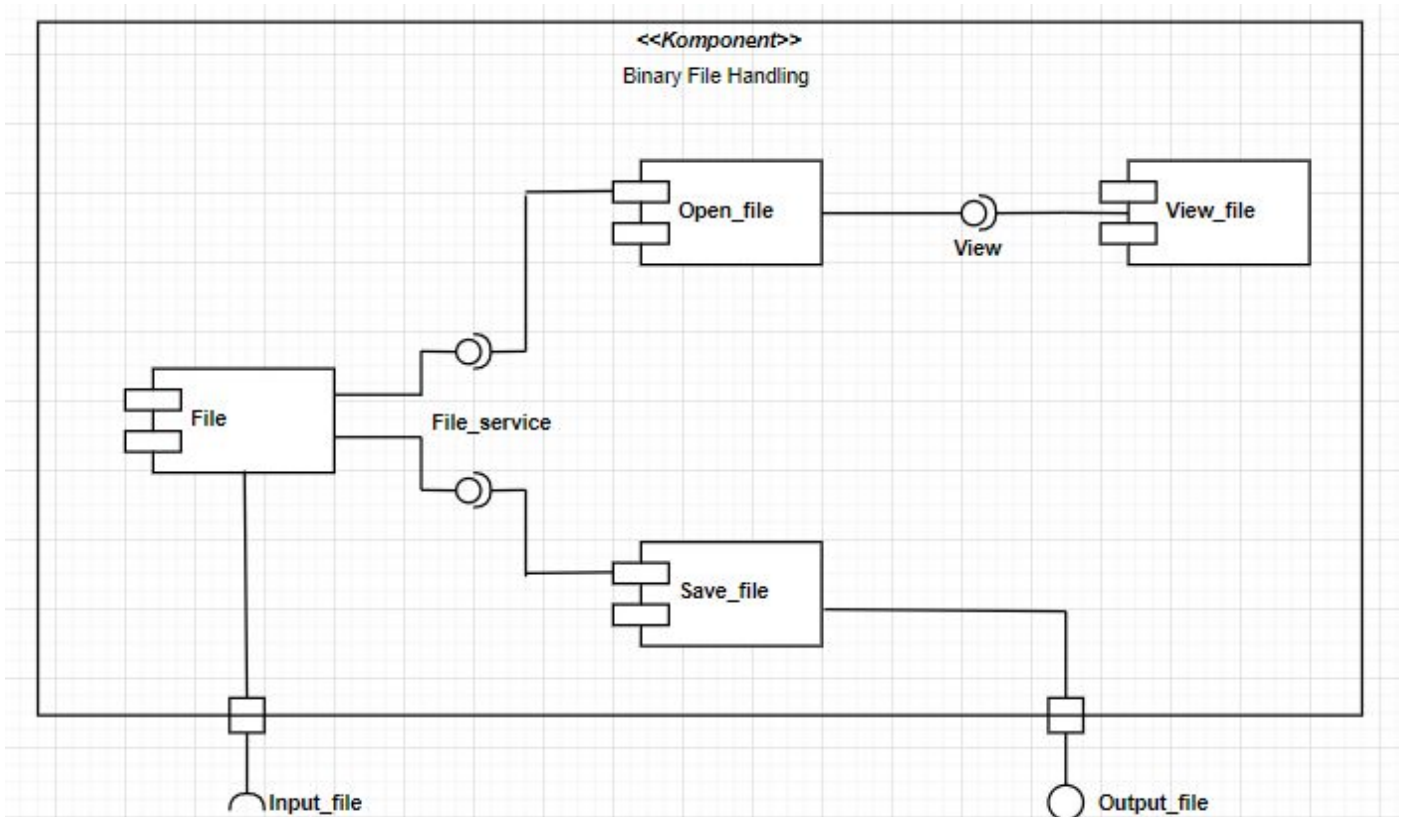 <<Komponent>>
Binary File Handling
Open_file
View_file
View
File
File_service
Save_file
Input_file
Output_file